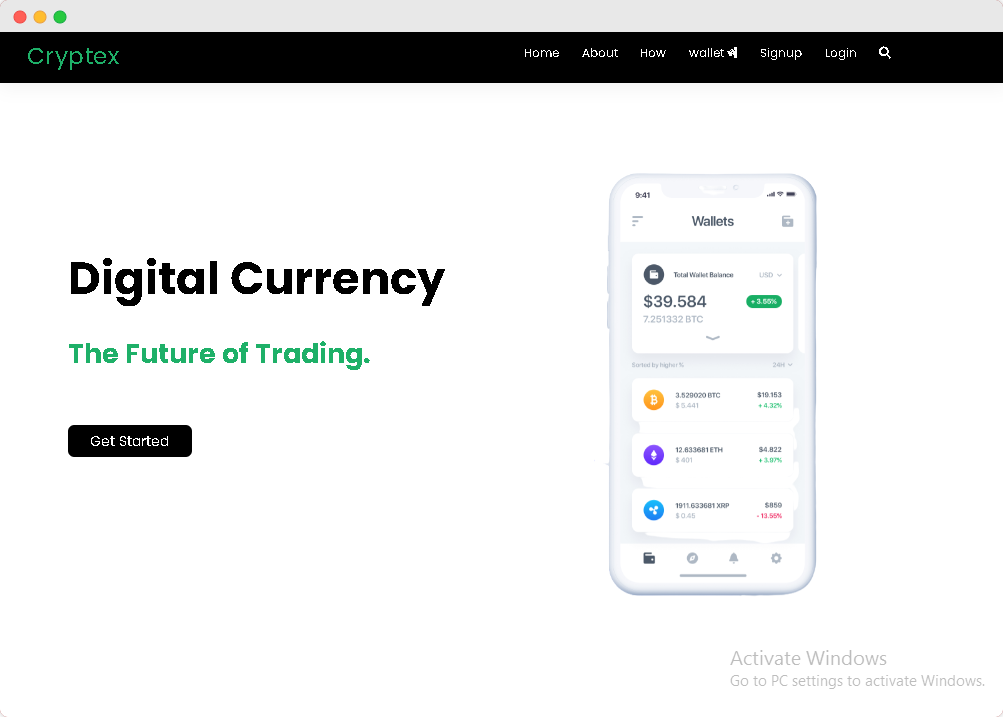 Cryptex
Home About How wallet Signup Login
Digital Currency
The Future of Trading.
Get Started
9:41
Wallets
Total Wallet Balance USD
$39.584 + 3.55%
7.251332 BTC
Sorted by higher % 24H
3.529020 BTC $19.153
$ 5.441 + 4.32%
12.633681 ETH $4.822
$ 401 + 3.97%
1911.633681 XRP $859
$ 0.45 - 13.55%
Activate Windows
Go to PC settings to activate Windows.